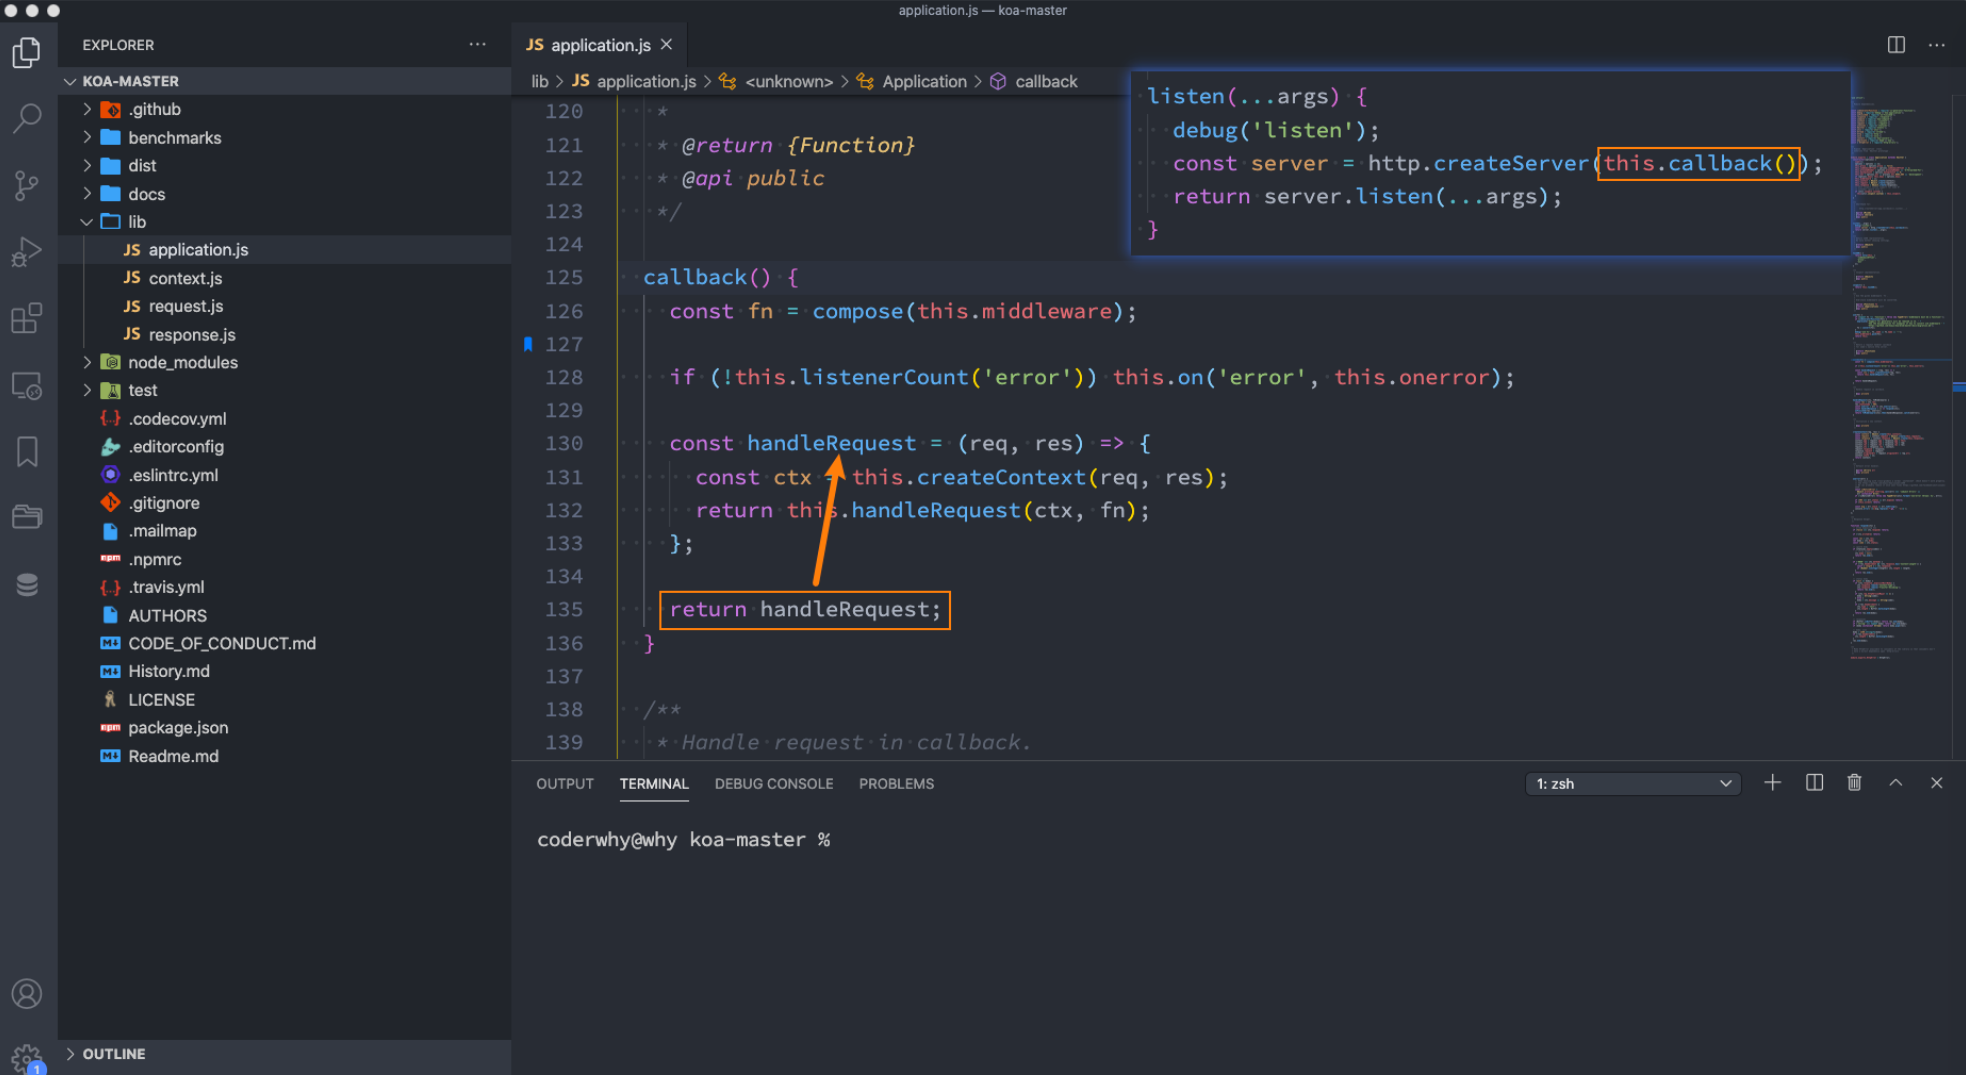 application.js — koa-master
EXPLORER
KOA-MASTER
.github
benchmarks
dist
docs
lib
JS application.js
JS context.js
JS request.js
JS response.js
node_modules
test
.codecov.yml
.editorconfig
.eslintrc.yml
.gitignore
.mailmap
npm .npmrc
.travis.yml
AUTHORS
CODE_OF_CONDUCT.md
History.md
LICENSE
npm package.json
Readme.md
OUTLINE
1
JS application.js
lib > JS application.js > <unknown> > Application > callback
120 *
121 * @return {Function}
122 * @api public
123 */
124
125 callback() {
126 const fn = compose(this.middleware);
127
128 if (!this.listenerCount('error')) this.on('error', this.onerror);
129
130 const handleRequest = (req, res) => {
131 const ctx = this.createContext(req, res);
132 return this.handleRequest(ctx, fn);
133 };
134
135 return handleRequest;
136 }
137
138 /**
139 * Handle request in callback.
listen(...args) {
debug('listen');
const server = http.createServer(this.callback());
return server.listen(...args);
}
OUTPUT TERMINAL DEBUG CONSOLE PROBLEMS
1: zsh
coderwhy@why koa-master %